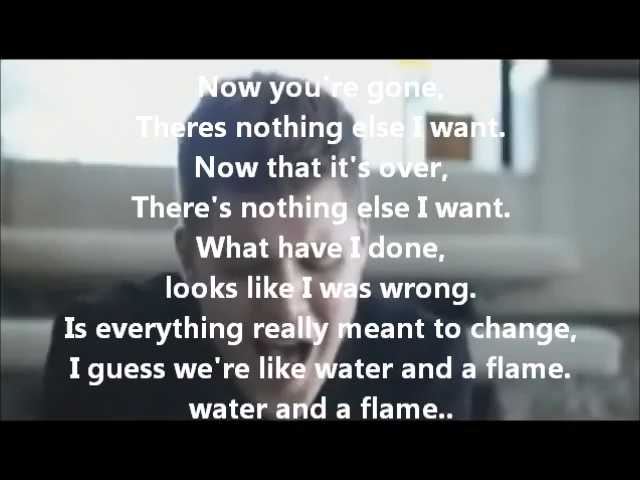 Now you're gone,
Theres nothing else I want.
Now that it's over,
There's nothing else I want.
What have I done,
looks like I was wrong.
Is everything really meant to change,
I guess we're like water and a flame.
water and a flame..